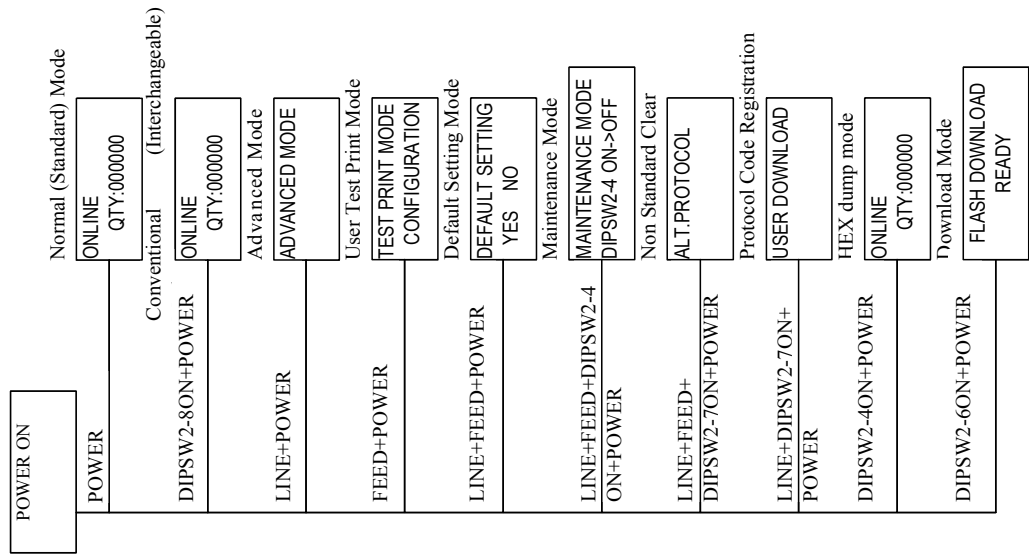 POWER ON
POWER
Normal (Standard) Mode
ONLINE
QTY:000000
DIPSW2-8ON+POWER
Conventional (Interchangeable)
ONLINE
QTY:000000
LINE+POWER
Advanced Mode
ADVANCED MODE
FEED+POWER
User Test Print Mode
TEST PRINT MODE
CONFIGURATION
LINE+FEED+POWER
Default Setting Mode
DEFAULT SETTING
YES NO
LINE+FEED+DIPSW2-4
ON+POWER
Maintenance Mode
MAINTENANCE MODE
DIPSW2-4 ON->OFF
LINE+FEED+
DIPSW2-7ON+POWER
Non Standard Clear
ALT.PROTOCOL
LINE+DIPSW2-7ON+
POWER
Protocol Code Registration
USER DOWNLOAD
DIPSW2-4ON+POWER
HEX dump mode
ONLINE
QTY:000000
DIPSW2-6ON+POWER
Download Mode
FLASH DOWNLOAD
READY